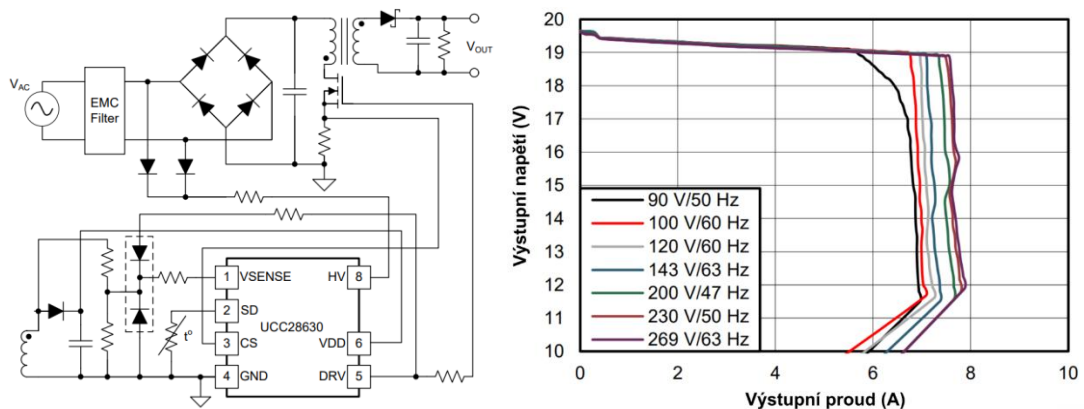 V_AC
EMC
Filter
V_OUT
1 VSENSE
HV 8
2 SD
UCC28630
t°
3 CS
VDD 6
4 GND
DRV 5
Výstupní napětí (V)
20
19
18
17
16
15
14
13
12
11
10
90 V/50 Hz
100 V/60 Hz
120 V/60 Hz
143 V/63 Hz
200 V/47 Hz
230 V/50 Hz
269 V/63 Hz
0 2 4 6 8 10
Výstupní proud (A)